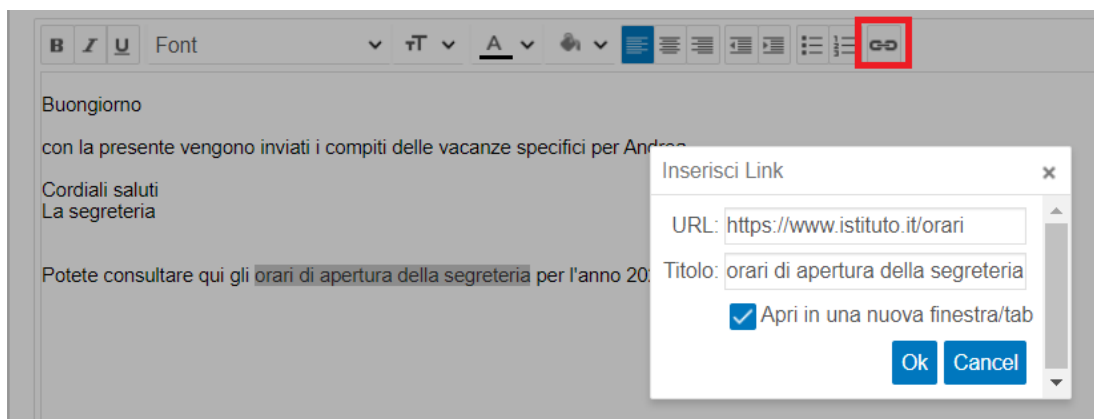 B I U Font TT A
Buongiorno
con la presente vengono inviati i compiti delle vacanze specifici per
Cordiali saluti
La segreteria
Potete consultare qui gli orari di apertura della segreteria per l'anno
Inserisci Link
URL: https://www.istituto.it/orari
Titolo: orari di apertura della segreteria
Apri in una nuova finestra/tab
Ok Cancel